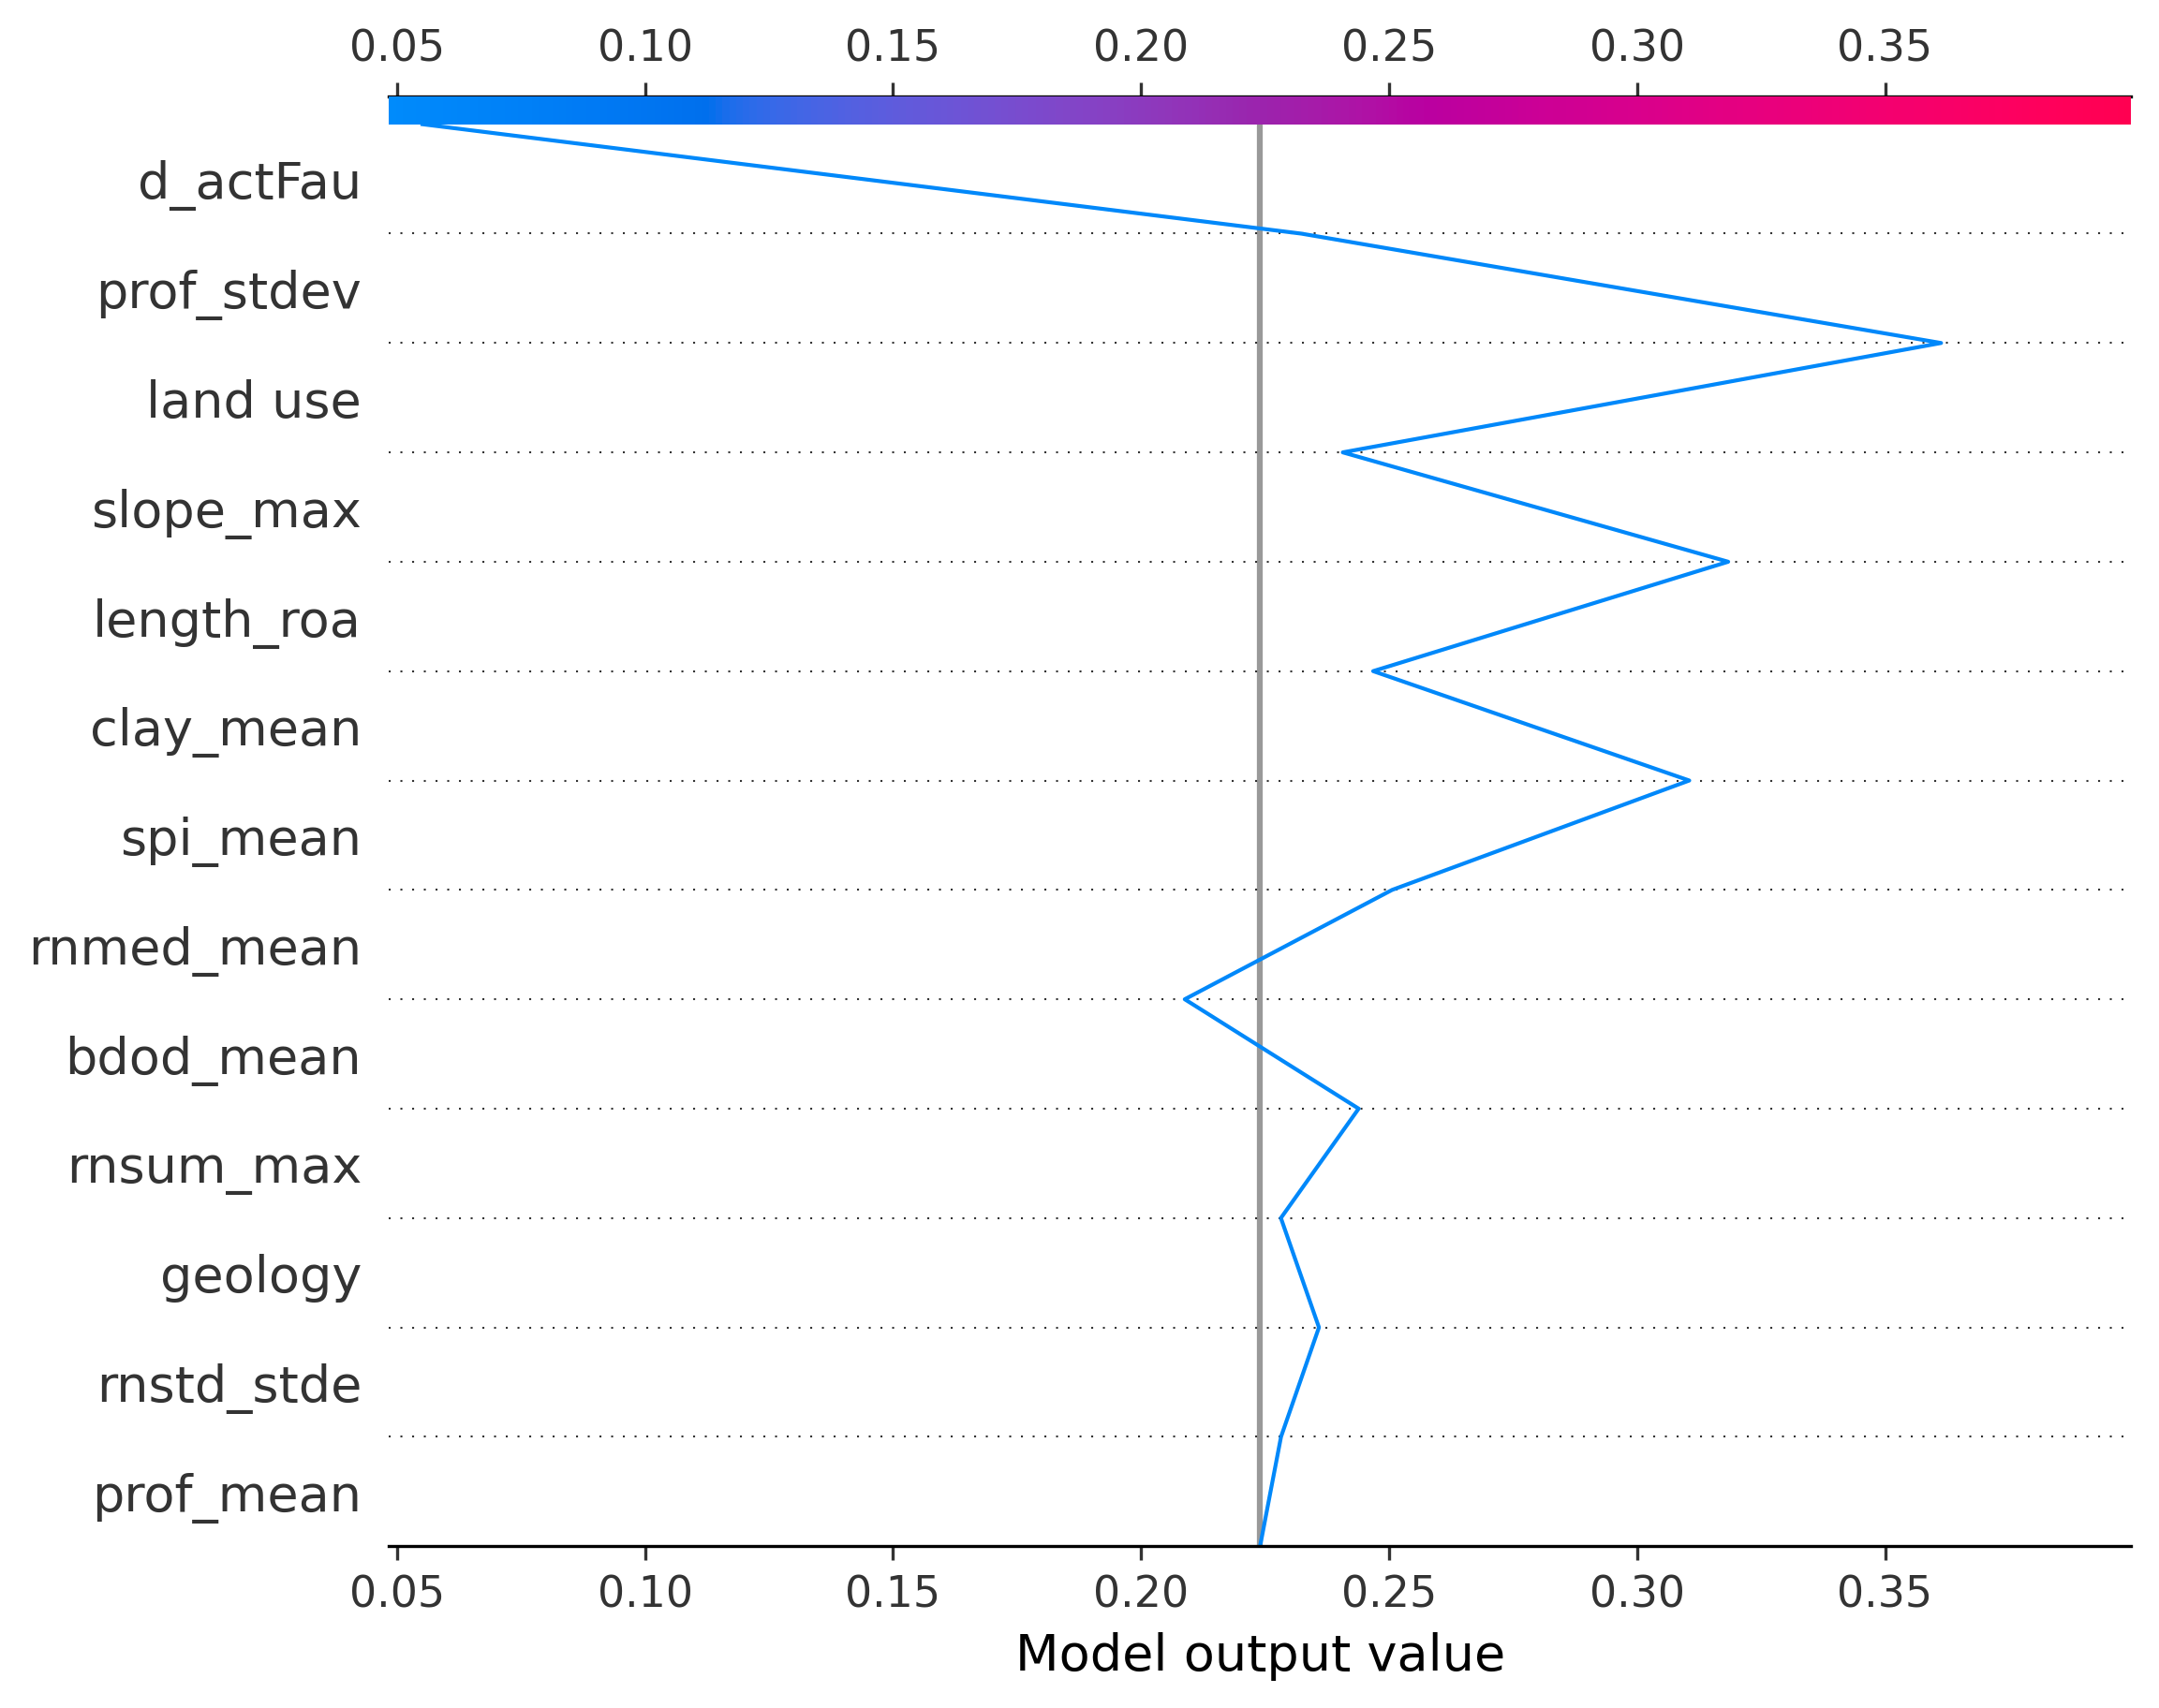 0.05 0.10 0.15 0.20 0.25 0.30 0.35
d_actFau
prof_stdev
land use
slope_max
length_roa
clay_mean
spi_mean
rnmed_mean
bdod_mean
rnsum_max
geology
rnstd_stde
prof_mean
0.05 0.10 0.15 0.20 0.25 0.30 0.35
Model output value